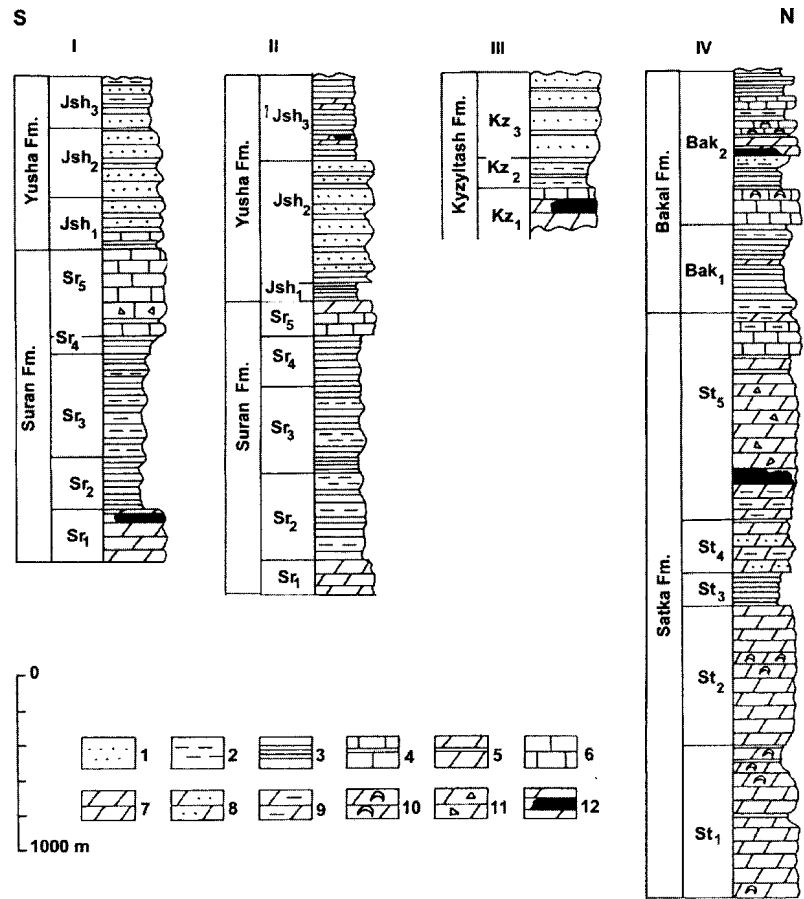 S
N
I
II
III
IV
Yusha Fm.
Jsh3
Jsh2
Jsh1
Suran Fm.
Sr5
Sr4
Sr3
Sr2
Sr1
Yusha Fm.
Jsh3
Jsh2
Jsh1
Suran Fm.
Sr5
Sr4
Sr3
Sr2
Sr1
Kyzyltash Fm.
Kz3
Kz2
Kz1
Bakal Fm.
Bak2
Bak1
Satka Fm.
St5
St4
St3
St2
St1
0
1000 m
1
2
3
4
5
6
7
8
9
10
11
12